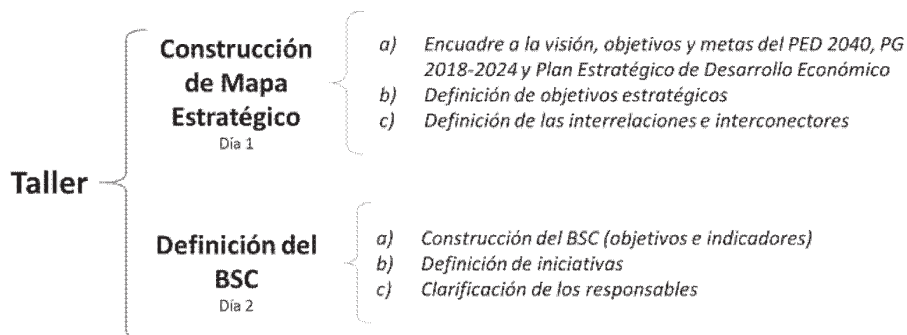 Taller
Construcción
de Mapa
Estratégico
Día 1
a) Encuadre a la visión, objetivos y metas del PED 2040, PG
2018-2024 y Plan Estratégico de Desarrollo Económico
b) Definición de objetivos estratégicos
c) Definición de las interrelaciones e interconectores
Definición del
BSC
Día 2
a) Construcción del BSC (objetivos e indicadores)
b) Definición de iniciativas
c) Clarificación de los responsables